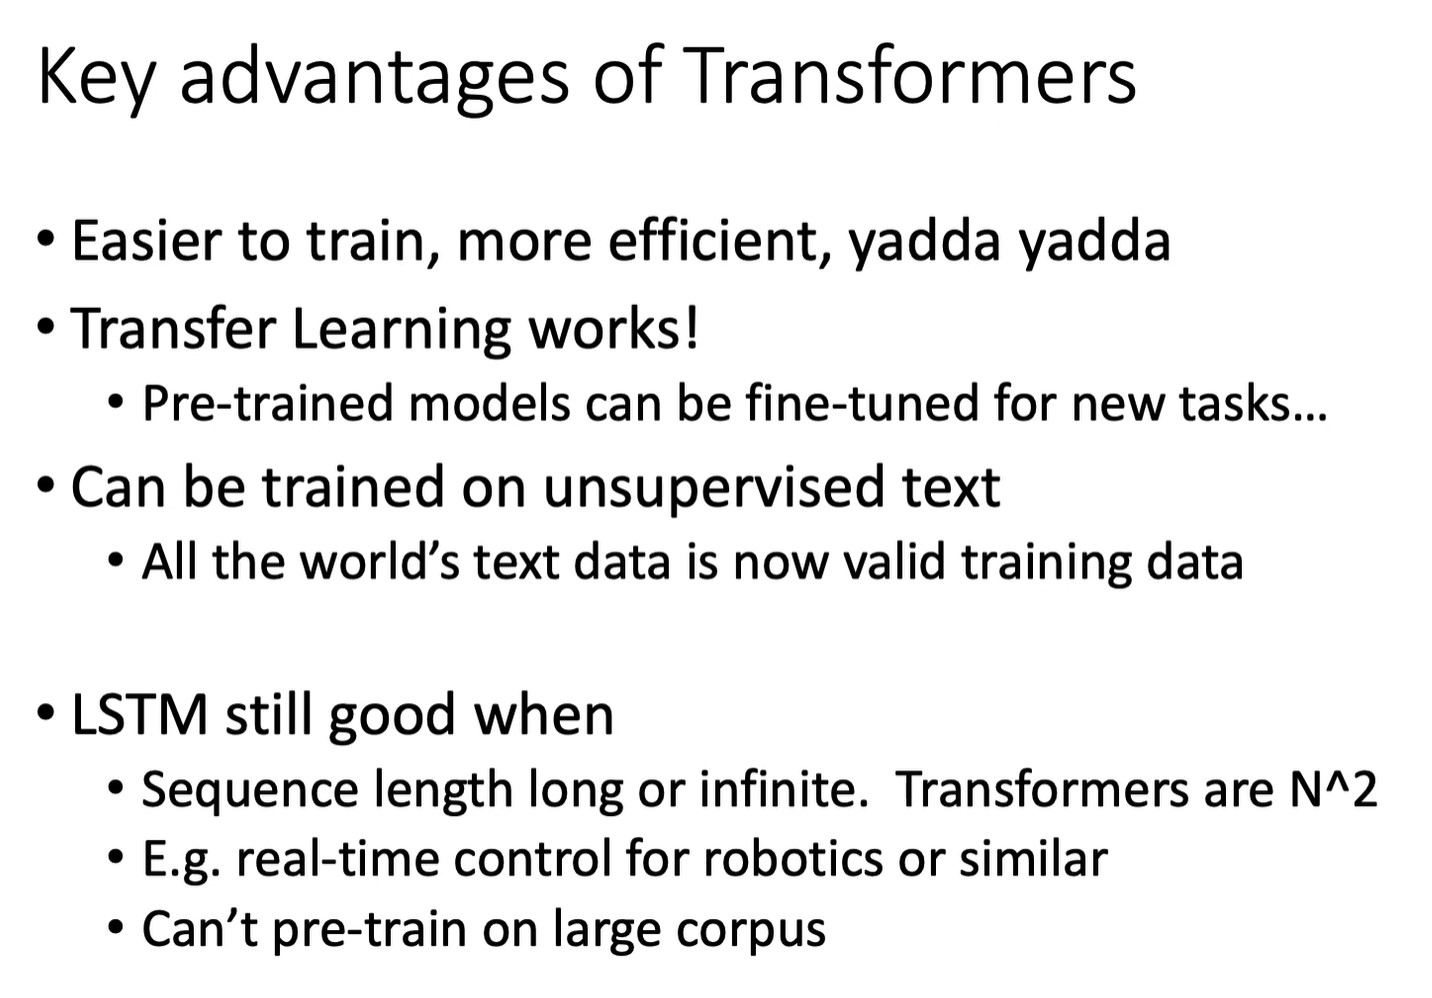 Key advantages of Transformers
• Easier to train, more efficient, yadda yadda
• Transfer Learning works!
• Pre-trained models can be fine-tuned for new tasks…
• Can be trained on unsupervised text
• All the world’s text data is now valid training data
• LSTM still good when
• Sequence length long or infinite.  Transformers are N^2
• E.g. real-time control for robotics or similar
• Can’t pre-train on large corpus